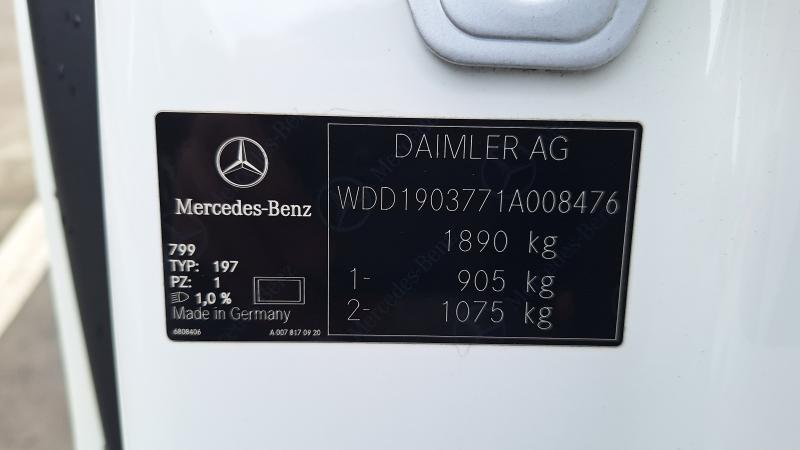 Mercedes-Benz
799
TYP: 197
PZ: 1
1,0 %
Made in Germany
6808406
A 007 817 09 20
DAIMLER AG
WDD1903771A008476
1890 kg
1- 905 kg
2- 1075 kg